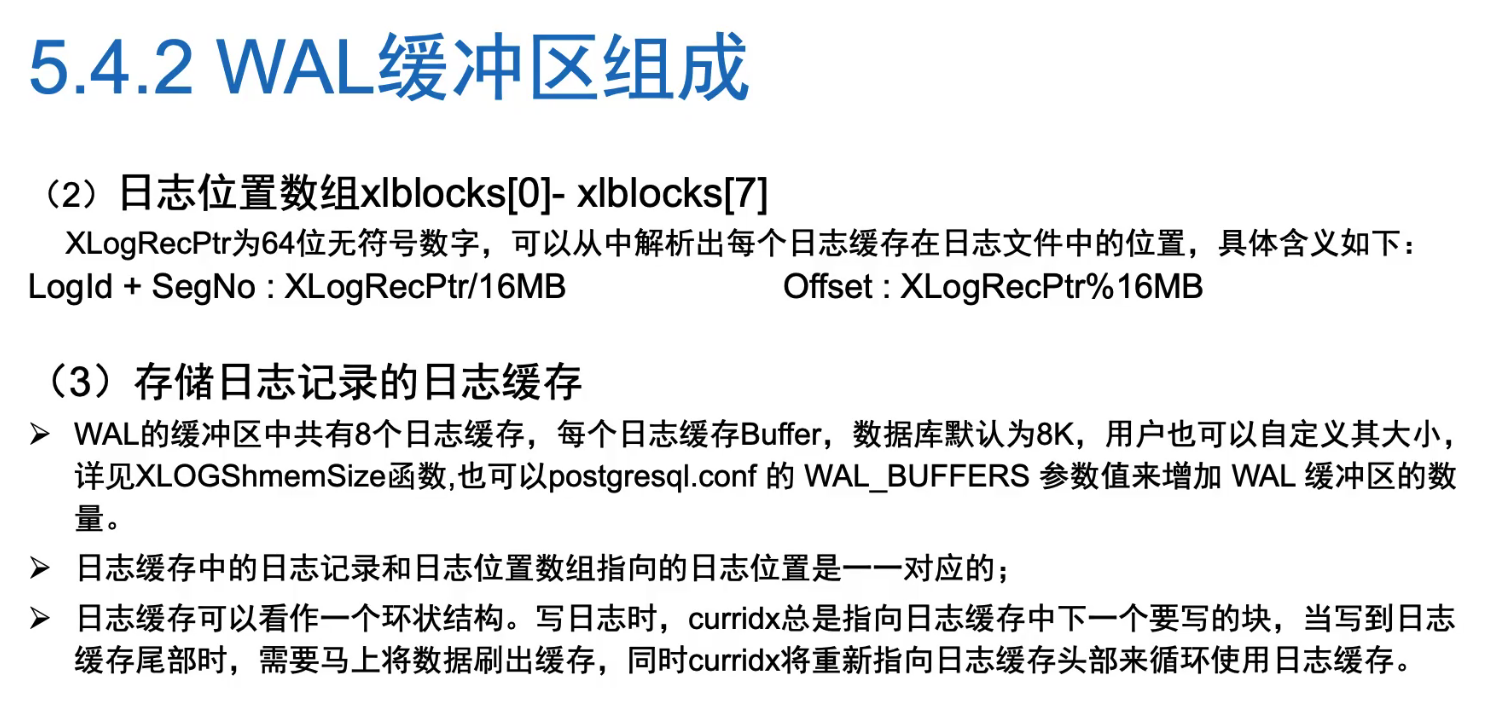 5.4.2 WAL缓冲区组成
（2）日志位置数组xlblocks[0]- xlblocks[7]
XLogRecPtr为64位无符号数字，可以从中解析出每个日志缓存在日志文件中的位置，具体含义如下：
LogId + SegNo : XLogRecPtr/16MB Offset : XLogRecPtr%16MB
（3）存储日志记录的日志缓存
➢ WAL的缓冲区中共有8个日志缓存，每个日志缓存Buffer，数据库默认为8K，用户也可以自定义其大小，
详见XLOGShmemSize函数,也可以postgresql.conf 的 WAL_BUFFERS 参数值来增加 WAL 缓冲区的数
量。
➢ 日志缓存中的日志记录和日志位置数组指向的日志位置是一一对应的；
➢ 日志缓存可以看作一个环状结构。写日志时，curridx总是指向日志缓存中下一个要写的块，当写到日志
缓存尾部时，需要马上将数据刷出缓存，同时curridx将重新指向日志缓存头部来循环使用日志缓存。